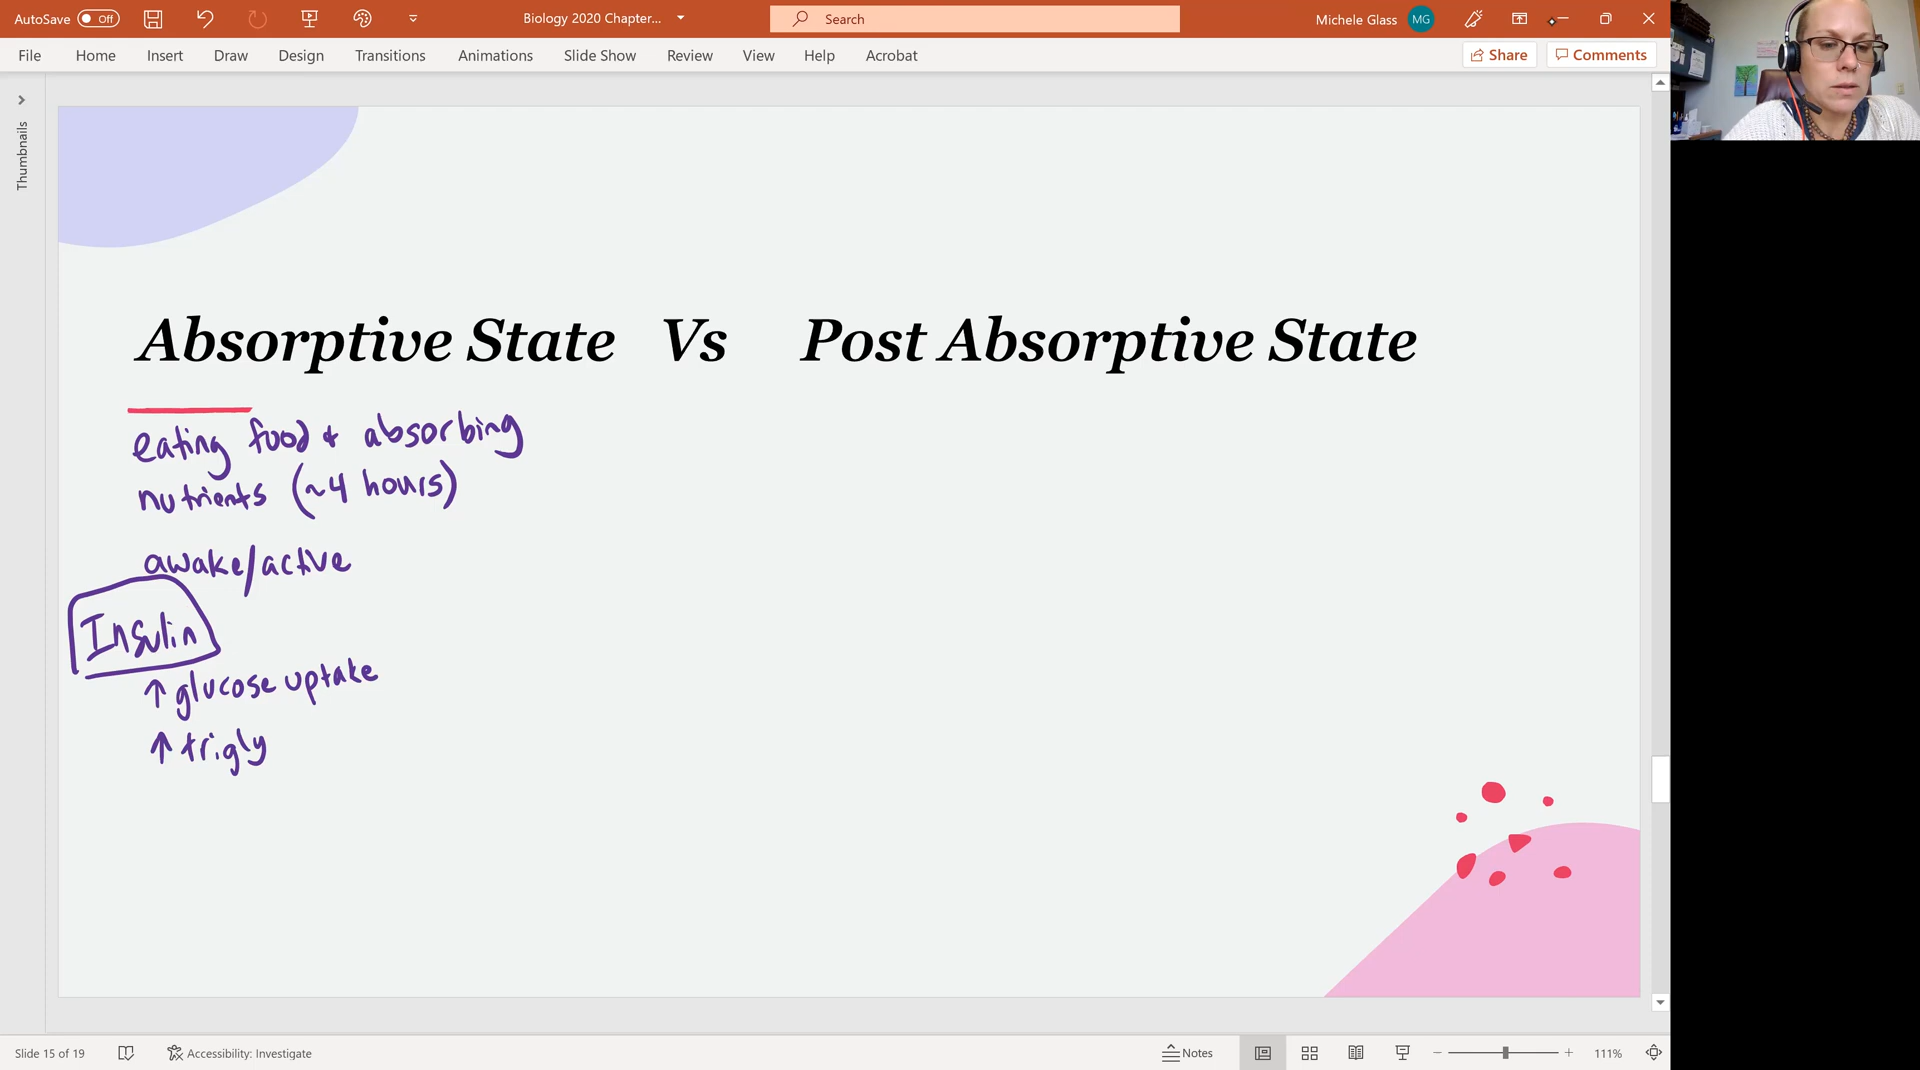 AutoSave Off
Biology 2020 Chapter...
Search
Michele Glass MG
File Home Insert Draw Design Transitions Animations Slide Show Review View Help Acrobat
Share Comments
Thumbnails
Absorptive State Vs Post Absorptive State
eating food + absorbing
nutrients (~4 hours)
awake/active
Insulin
↑ glucose uptake
↑ trigly
Slide 15 of 19 Accessibility: Investigate Notes 111%